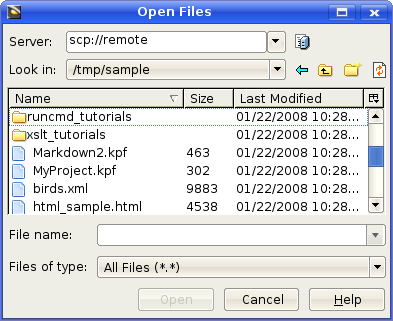 Open Files
Server: scp://remote
Look in: /tmp/sample
Name Size Last Modified
runcmd_tutorials 01/22/2008 10:28...
xslt_tutorials 01/22/2008 10:28...
Markdown2.kpf 463 01/22/2008 10:28...
MyProject.kpf 302 01/22/2008 10:28...
birds.xml 9883 01/22/2008 10:28...
html_sample.html 4538 01/22/2008 10:28...
File name:
Files of type: All Files (*.*)
Open Cancel Help